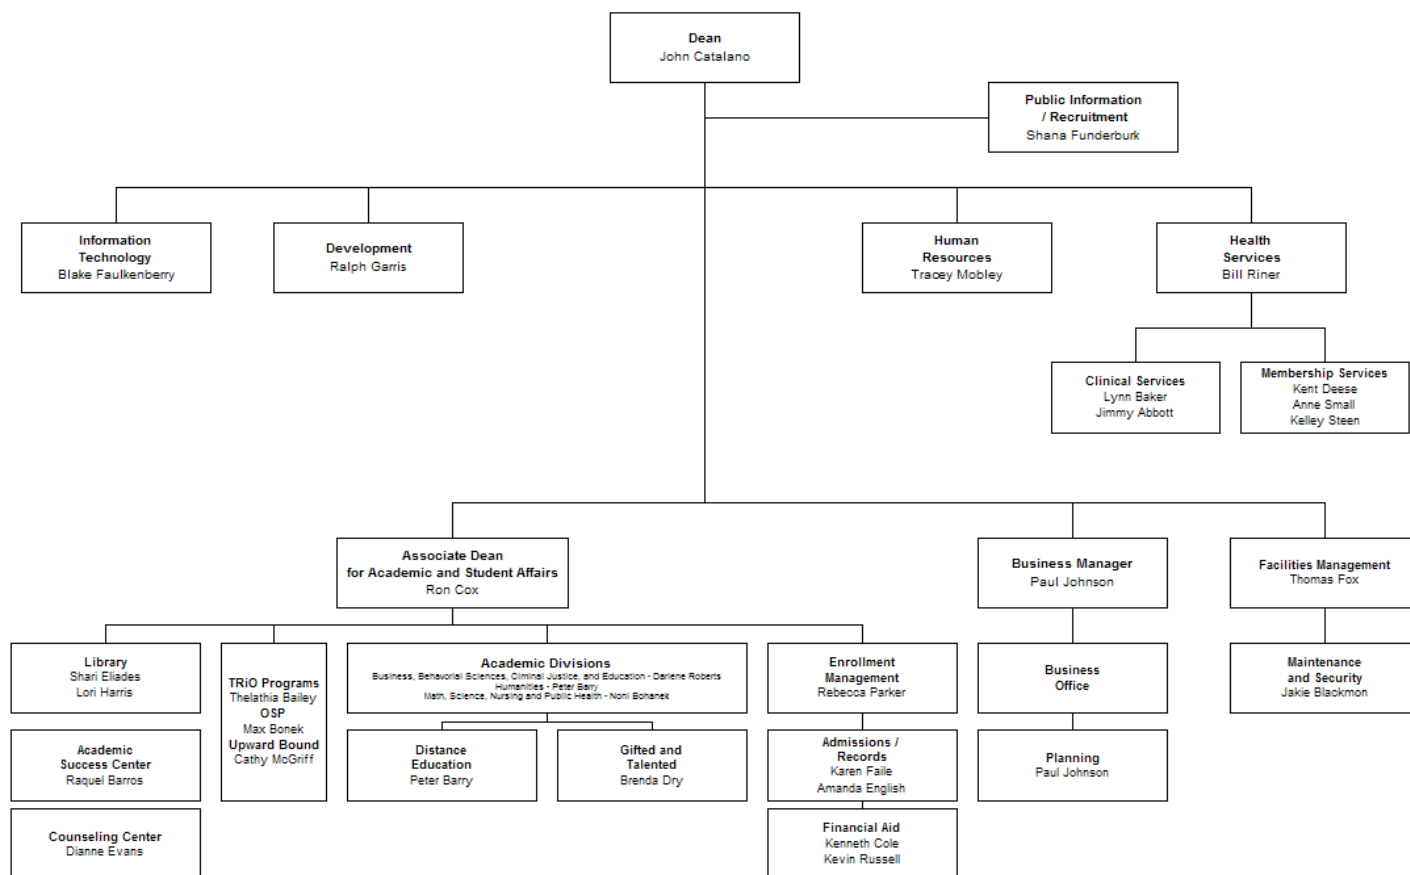 Dean
John Catalano
Public Information
/ Recruitment
Shana Funderburk
Information
Technology
Blake Faulkenberry
Development
Ralph Garris
Human
Resources
Tracey Mobley
Health
Services
Bill Riner
Clinical Services
Lynn Baker
Jimmy Abbott
Membership Services
Kent Deese
Anne Small
Kelley Steen
Associate Dean
for Academic and Student Affairs
Ron Cox
Business Manager
Paul Johnson
Facilities Management
Thomas Fox
Library
Shari Eliades
Lori Harris
TRiO Programs
Thelathia Bailey
OSP
Max Bonek
Upward Bound
Cathy McGriff
Academic Divisions
Business, Behavorial Sciences, Ciminal Justice, and Education - Darlene Roberts
Humanities - Peter Barry
Math, Science, Nursing and Public Health - Noni Bohanek
Enrollment
Management
Rebecca Parker
Business
Office
Maintenance
and Security
Jakie Blackmon
Academic
Success Center
Raquel Barros
Distance
Education
Peter Barry
Gifted and
Talented
Brenda Dry
Admissions /
Records
Karen Faile
Amanda English
Planning
Paul Johnson
Counseling Center
Dianne Evans
Financial Aid
Kenneth Cole
Kevin Russell